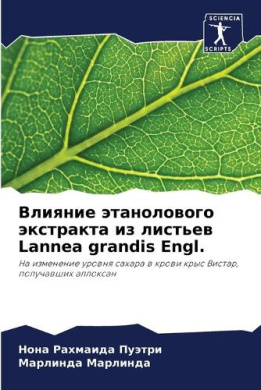 SCIENCIA
SCRIPTS
Влияние этанолового
экстракта из листьев
Lannea grandis Engl.
На изменение уровня сахара в крови крыс Вистар,
получавших аллоксан
Нона Рахмаида Пуэтри
Марлинда Марлинда